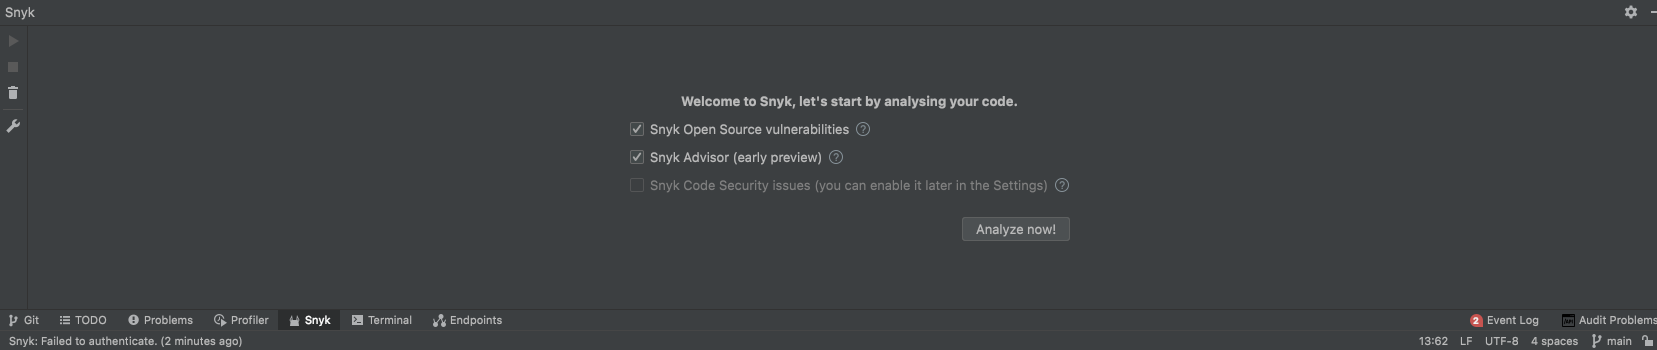 Snyk
Welcome to Snyk, let's start by analysing your code.
Snyk Open Source vulnerabilities ?
Snyk Advisor (early preview) ?
Snyk Code Security issues (you can enable it later in the Settings) ?
Analyze now!
Git TODO Problems Profiler Snyk Terminal Endpoints 2 Event Log Audit Problems
Snyk: Failed to authenticate. (2 minutes ago) 13:62 LF UTF-8 4 spaces main